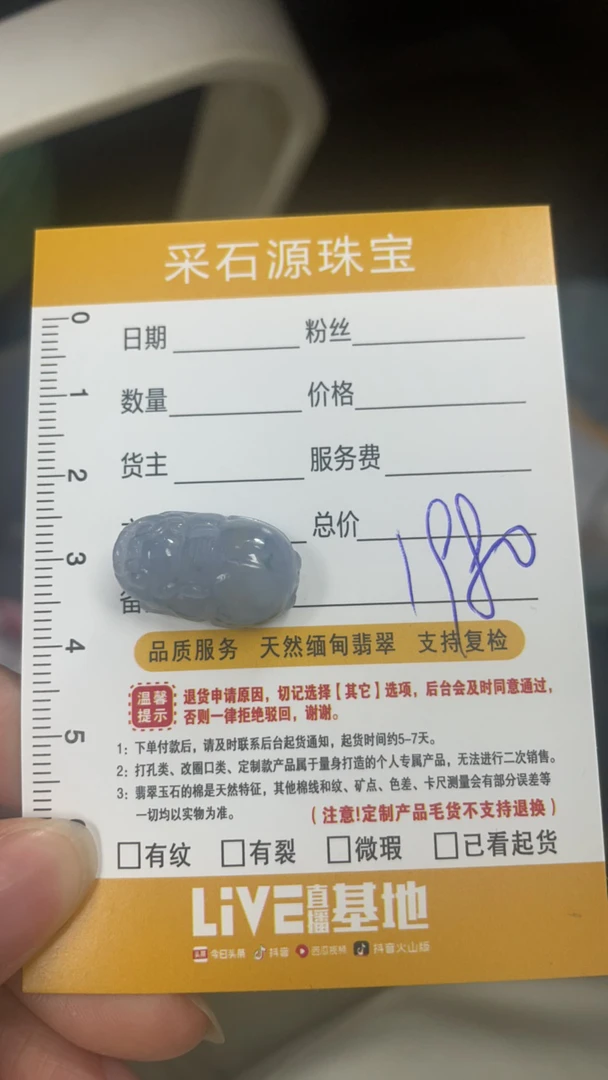 采石源珠宝
0
日期 粉丝
1
数量 价格
2
货主 服务费
总价 1980
3
备
4
品质服务 天然缅甸翡翠 支持复检
温馨提示
退货申请原因，切记选择【其它】选项，后台会及时同意通过，
否则一律拒绝驳回，谢谢。
5
1：下单付款后，请及时联系后台起货通知，起货时间约5-7天。
2：打孔类、改圈口类、定制款产品属于量身打造的个人专属产品，无法进行二次销售。
3：翡翠玉石的棉是天然特征，其他棉线和纹、矿点、色差、卡尺测量会有部分误差等
一切均以实物为准。
（注意!定制产品毛货不支持退换）
□有纹 □有裂 □微瑕 □已看起货
LiVE直播基地
头条 今日头条 抖音 西瓜视频 抖音火山版